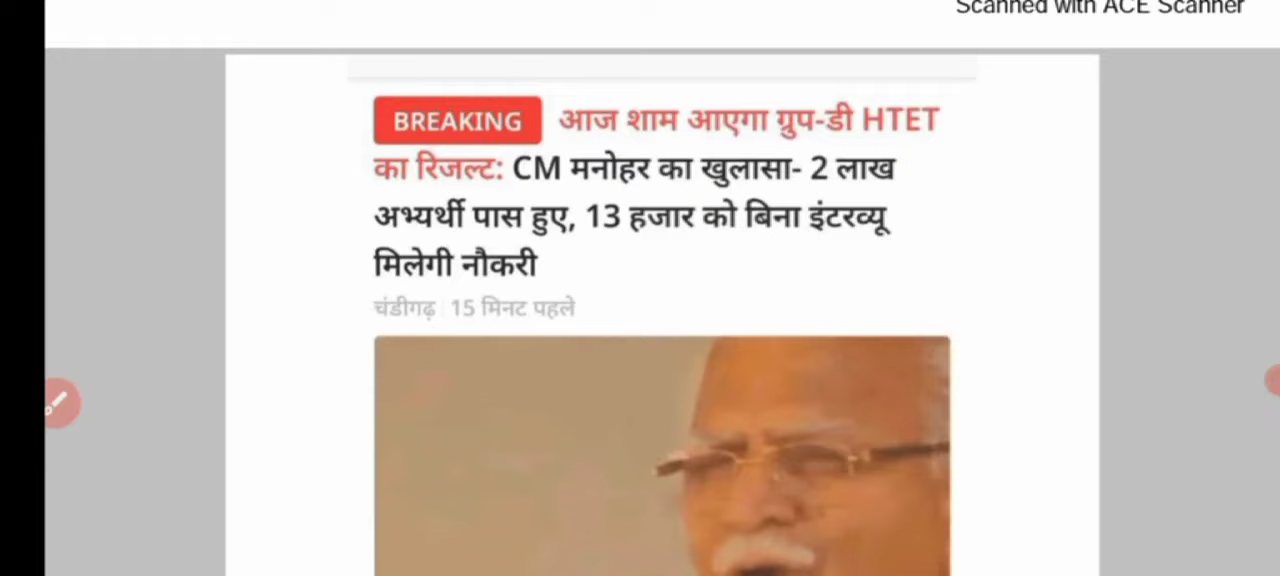 Scanned with ACE Scanner
BREAKING आज शाम आएगा ग्रुप-डी HTET
का रिजल्ट: CM मनोहर का खुलासा- 2 लाख
अभ्यर्थी पास हुए, 13 हजार को बिना इंटरव्यू
मिलेगी नौकरी
चंडीगढ़ 15 मिनट पहले